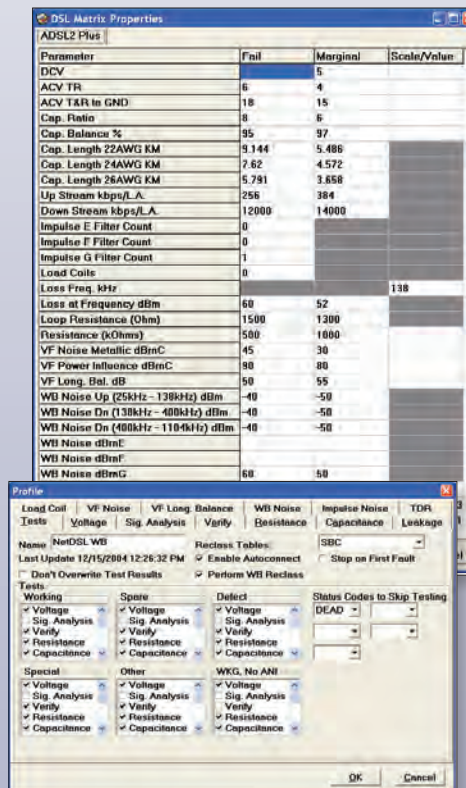 DSL Matrix Properties
ADSL2 Plus
Parameter Fail Marginal Scale/Value
DCV 5
ACV TR 6 4
ACV T&R to GND 18 15
Cap. Ratio 8 6
Cap. Balance % 95 97
Cap. Length 22AWG KM 9.144 5.486
Cap. Length 24AWG KM 7.62 4.572
Cap. Length 26AWG KM 5.791 3.658
Up Stream kbps/L.A. 256 384
Down Stream kbps/L.A. 12000 14000
Impulse E Filter Count 0
Impulse F Filter Count 0
Impulse G Filter Count 1
Load Coils 0
Loss Freq. kHz 138
Loss at Frequency dBm 60 52
Loop Resistance (Ohm) 1500 1300
Resistance (kOhms) 500 1000
VF Noise Metallic dBrnC 45 30
VF Power Influence dBrnC 90 80
VF Long. Bal. dB 50 55
WB Noise Up (25kHz - 138kHz) dBm -40 -50
WB Noise Dn (138kHz - 400kHz) dBm -40 -50
WB Noise Dn (400kHz - 1104kHz) dBm -40 -50
WB Noise dBrnE
WB Noise dBrnF
WB Noise dBrnG 60 50
Profile
Load Coil VF Noise VF Long. Balance WB Noise Impulse Noise TDR
Tests Voltage Sig. Analysis Verify Resistance Capacitance Leakage
Name NetDSL WB Reclass Tables: SBC
Last Update 12/15/2004 12:26:32 PM Enable Autoconnect Stop on First Fault
Don't Overwrite Test Results Perform WB Reclass
Tests
Working Spare Defect Status Codes to Skip Testing
Voltage Voltage Voltage DEAD
Sig. Analysis Sig. Analysis Sig. Analysis
Verify Verify Verify
Resistance Resistance Resistance
Capacitance Capacitance Capacitance
Special Other WKG, No ANI
Voltage Voltage Voltage
Sig. Analysis Sig. Analysis Sig. Analysis
Verify Verify Verify
Resistance Resistance Resistance
Capacitance Capacitance Capacitance
OK Cancel